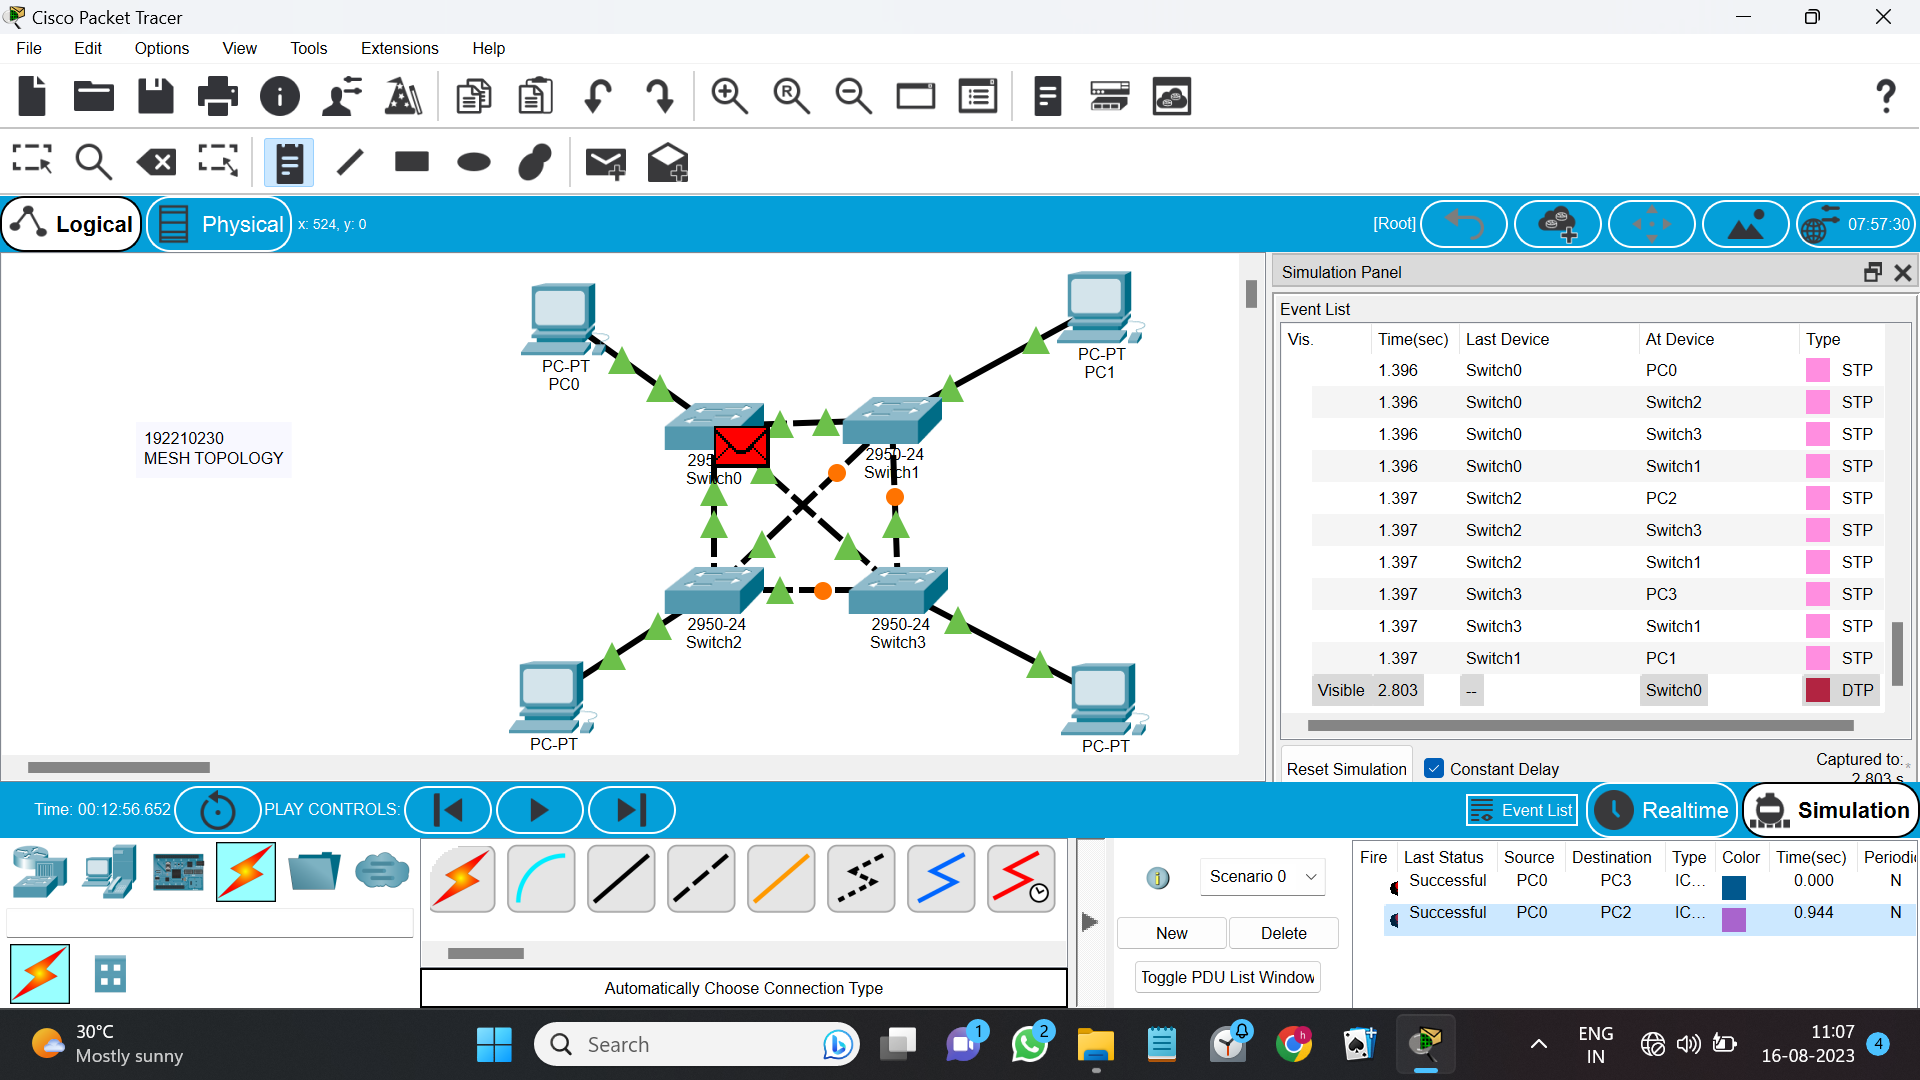 Cisco Packet Tracer
File Edit Options View Tools Extensions Help
Logical Physical x: 524, y: 0 [Root] 07:57:30
192210230
MESH TOPOLOGY
PC-PT
PC0
PC-PT
PC1
295
Switch0
2950-24
Switch1
2950-24
Switch2
2950-24
Switch3
PC-PT
PC-PT
Simulation Panel
Event List
Vis. Time(sec) Last Device At Device Type
1.396 Switch0 PC0 STP
1.396 Switch0 Switch2 STP
1.396 Switch0 Switch3 STP
1.396 Switch0 Switch1 STP
1.397 Switch2 PC2 STP
1.397 Switch2 Switch3 STP
1.397 Switch2 Switch1 STP
1.397 Switch3 PC3 STP
1.397 Switch3 Switch1 STP
1.397 Switch1 PC1 STP
Visible 2.803 -- Switch0 DTP
Reset Simulation Constant Delay Captured to:*
2.803 s
Time: 00:12:56.652 PLAY CONTROLS: Event List Realtime Simulation
Automatically Choose Connection Type
Scenario 0
New Delete
Toggle PDU List Window
Fire Last Status Source Destination Type Color Time(sec) Periodic
Successful PC0 PC3 IC... 0.000 N
Successful PC0 PC2 IC... 0.944 N
30°C
Mostly sunny
Search
1
2
h
ENG
IN
11:07
16-08-2023
4